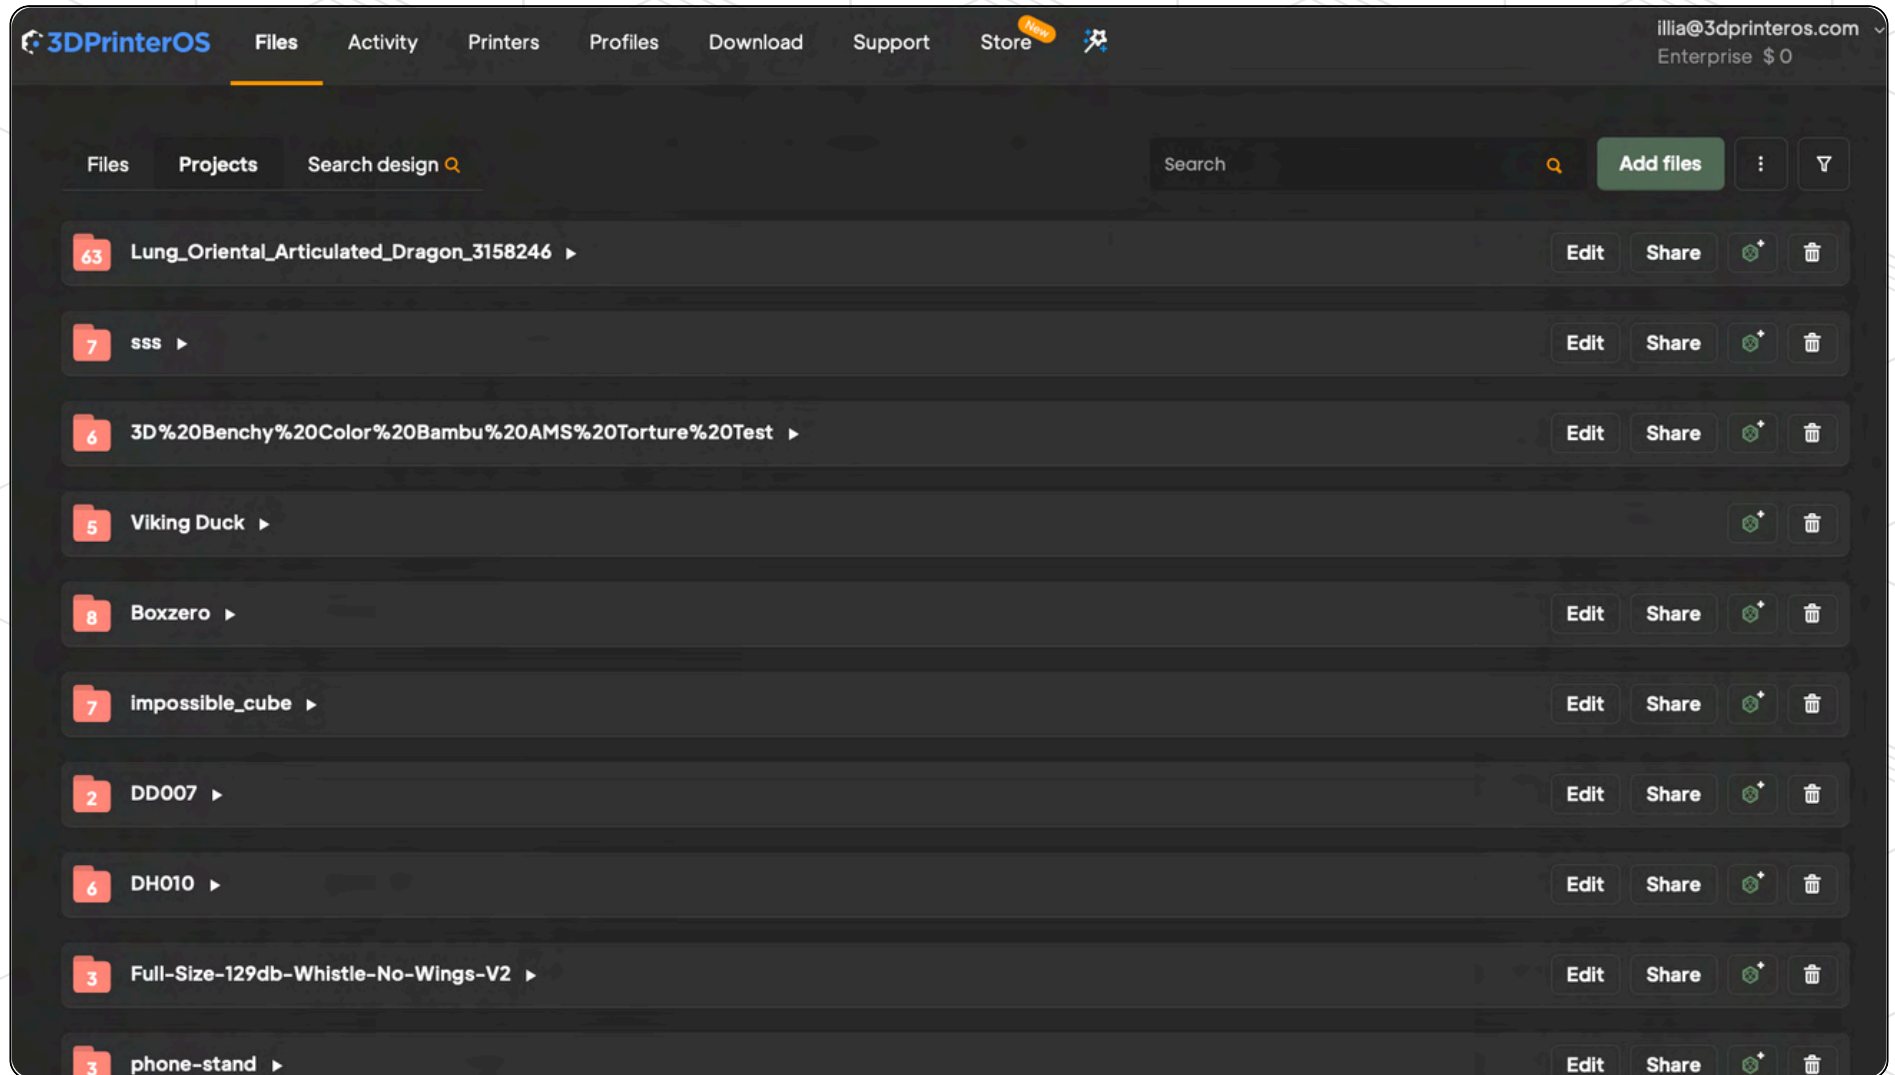 3DPrinterOS Files Activity Printers Profiles Download Support Store New
illia@3dprinteros.com
Enterprise $ 0
Files Projects Search design Search Add files
63 Lung_Oriental_Articulated_Dragon_3158246 Edit Share
7 sss Edit Share
6 3D%20Benchy%20Color%20Bambu%20AMS%20Torture%20Test Edit Share
5 Viking Duck
8 Boxzero Edit Share
7 impossible_cube Edit Share
2 DD007 Edit Share
6 DH010 Edit Share
3 Full-Size-129db-Whistle-No-Wings-V2 Edit Share
3 phone-stand Edit Share